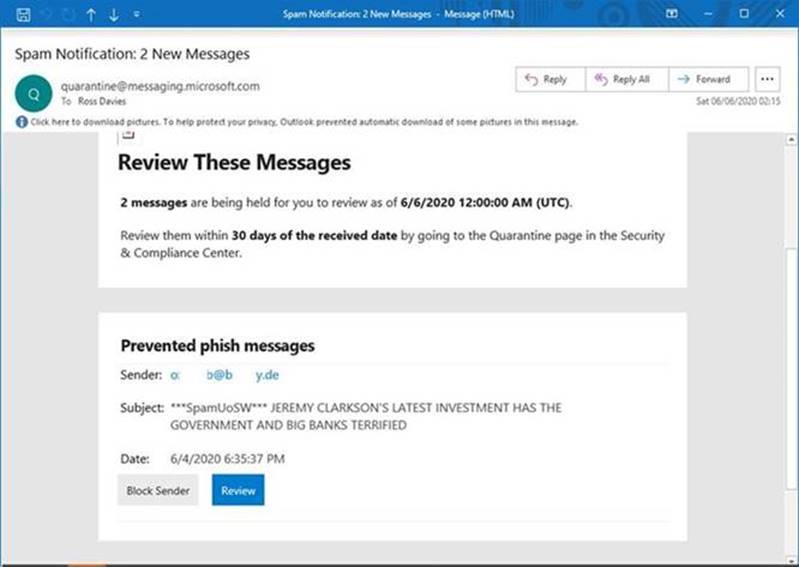 Spam Notification: 2 New Messages - Message (HTML)
Spam Notification: 2 New Messages
Q
quarantine@messaging.microsoft.com
To Ross Davies
Reply
Reply All
Forward
Sat 06/06/2020 02:15
Click here to download pictures. To help protect your privacy, Outlook prevented automatic download of some pictures in this message.
Review These Messages
2 messages are being held for you to review as of 6/6/2020 12:00:00 AM (UTC).
Review them within 30 days of the received date by going to the Quarantine page in the Security
& Compliance Center.
Prevented phish messages
Sender: o: b@b y.de
Subject: ***SpamUoSW*** JEREMY CLARKSON'S LATEST INVESTMENT HAS THE
GOVERNMENT AND BIG BANKS TERRIFIED
Date: 6/4/2020 6:35:37 PM
Block Sender
Review